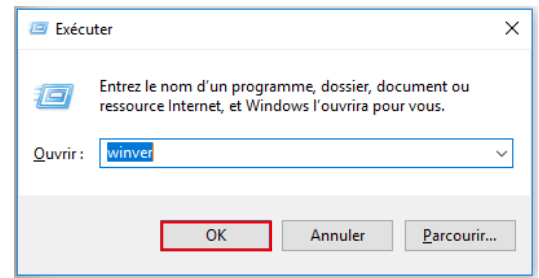 Exécuter
Entrez le nom d'un programme, dossier, document ou
ressource Internet, et Windows l'ouvrira pour vous.
Ouvrir : winver
OK Annuler Parcourir...